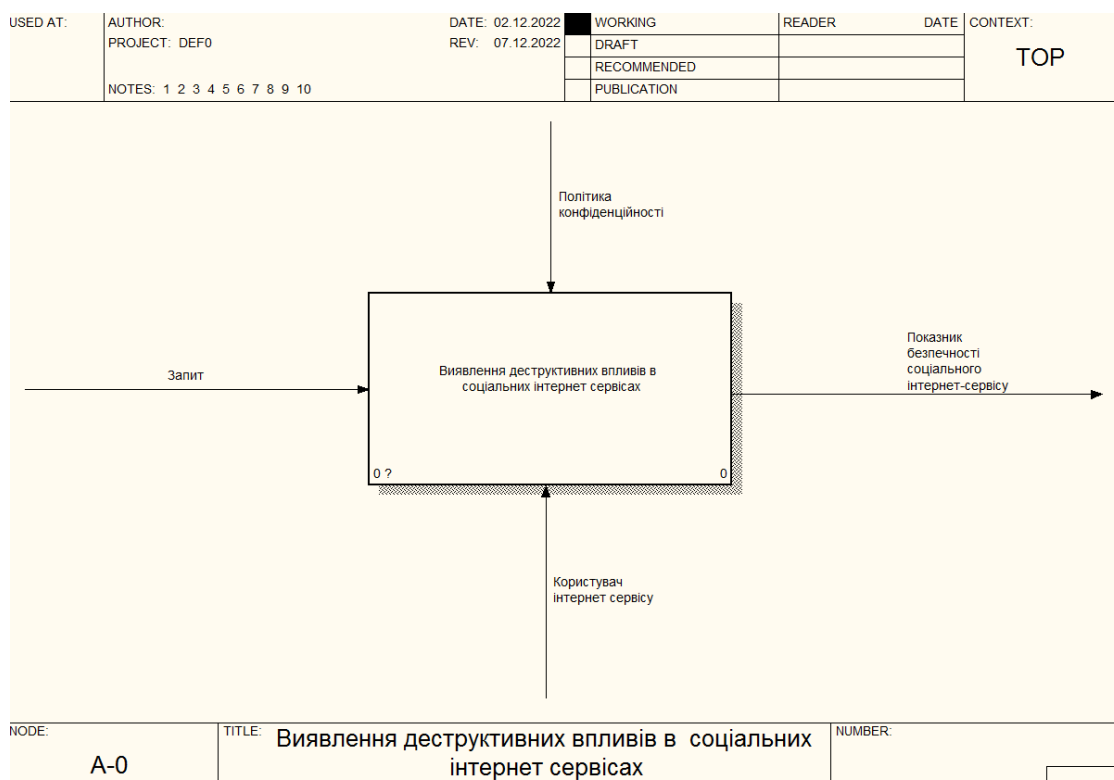 USED AT:
AUTHOR:
DATE: 02.12.2022
WORKING
READER
DATE
CONTEXT:
PROJECT: DEF0
REV: 07.12.2022
DRAFT
TOP
RECOMMENDED
NOTES: 1 2 3 4 5 6 7 8 9 10
PUBLICATION
Політика
конфіденційності
Запит
Виявлення деструктивних впливів в
соціальних інтернет сервісах
0 ?
0
Показник
безпечності
соціального
інтернет-сервісу
Користувач
інтернет сервісу
NODE:
A-0
TITLE:
Виявлення деструктивних впливів в соціальних
інтернет сервісах
NUMBER: